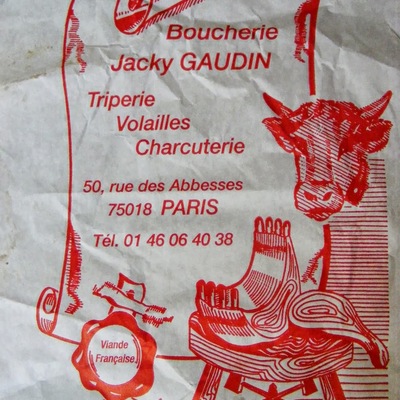 Boucherie
Jacky GAUDIN
Triperie
Volailles
Charcuterie
50, rue des Abbesses
75018 PARIS
Tél. 01 46 06 40 38
Viande
Française